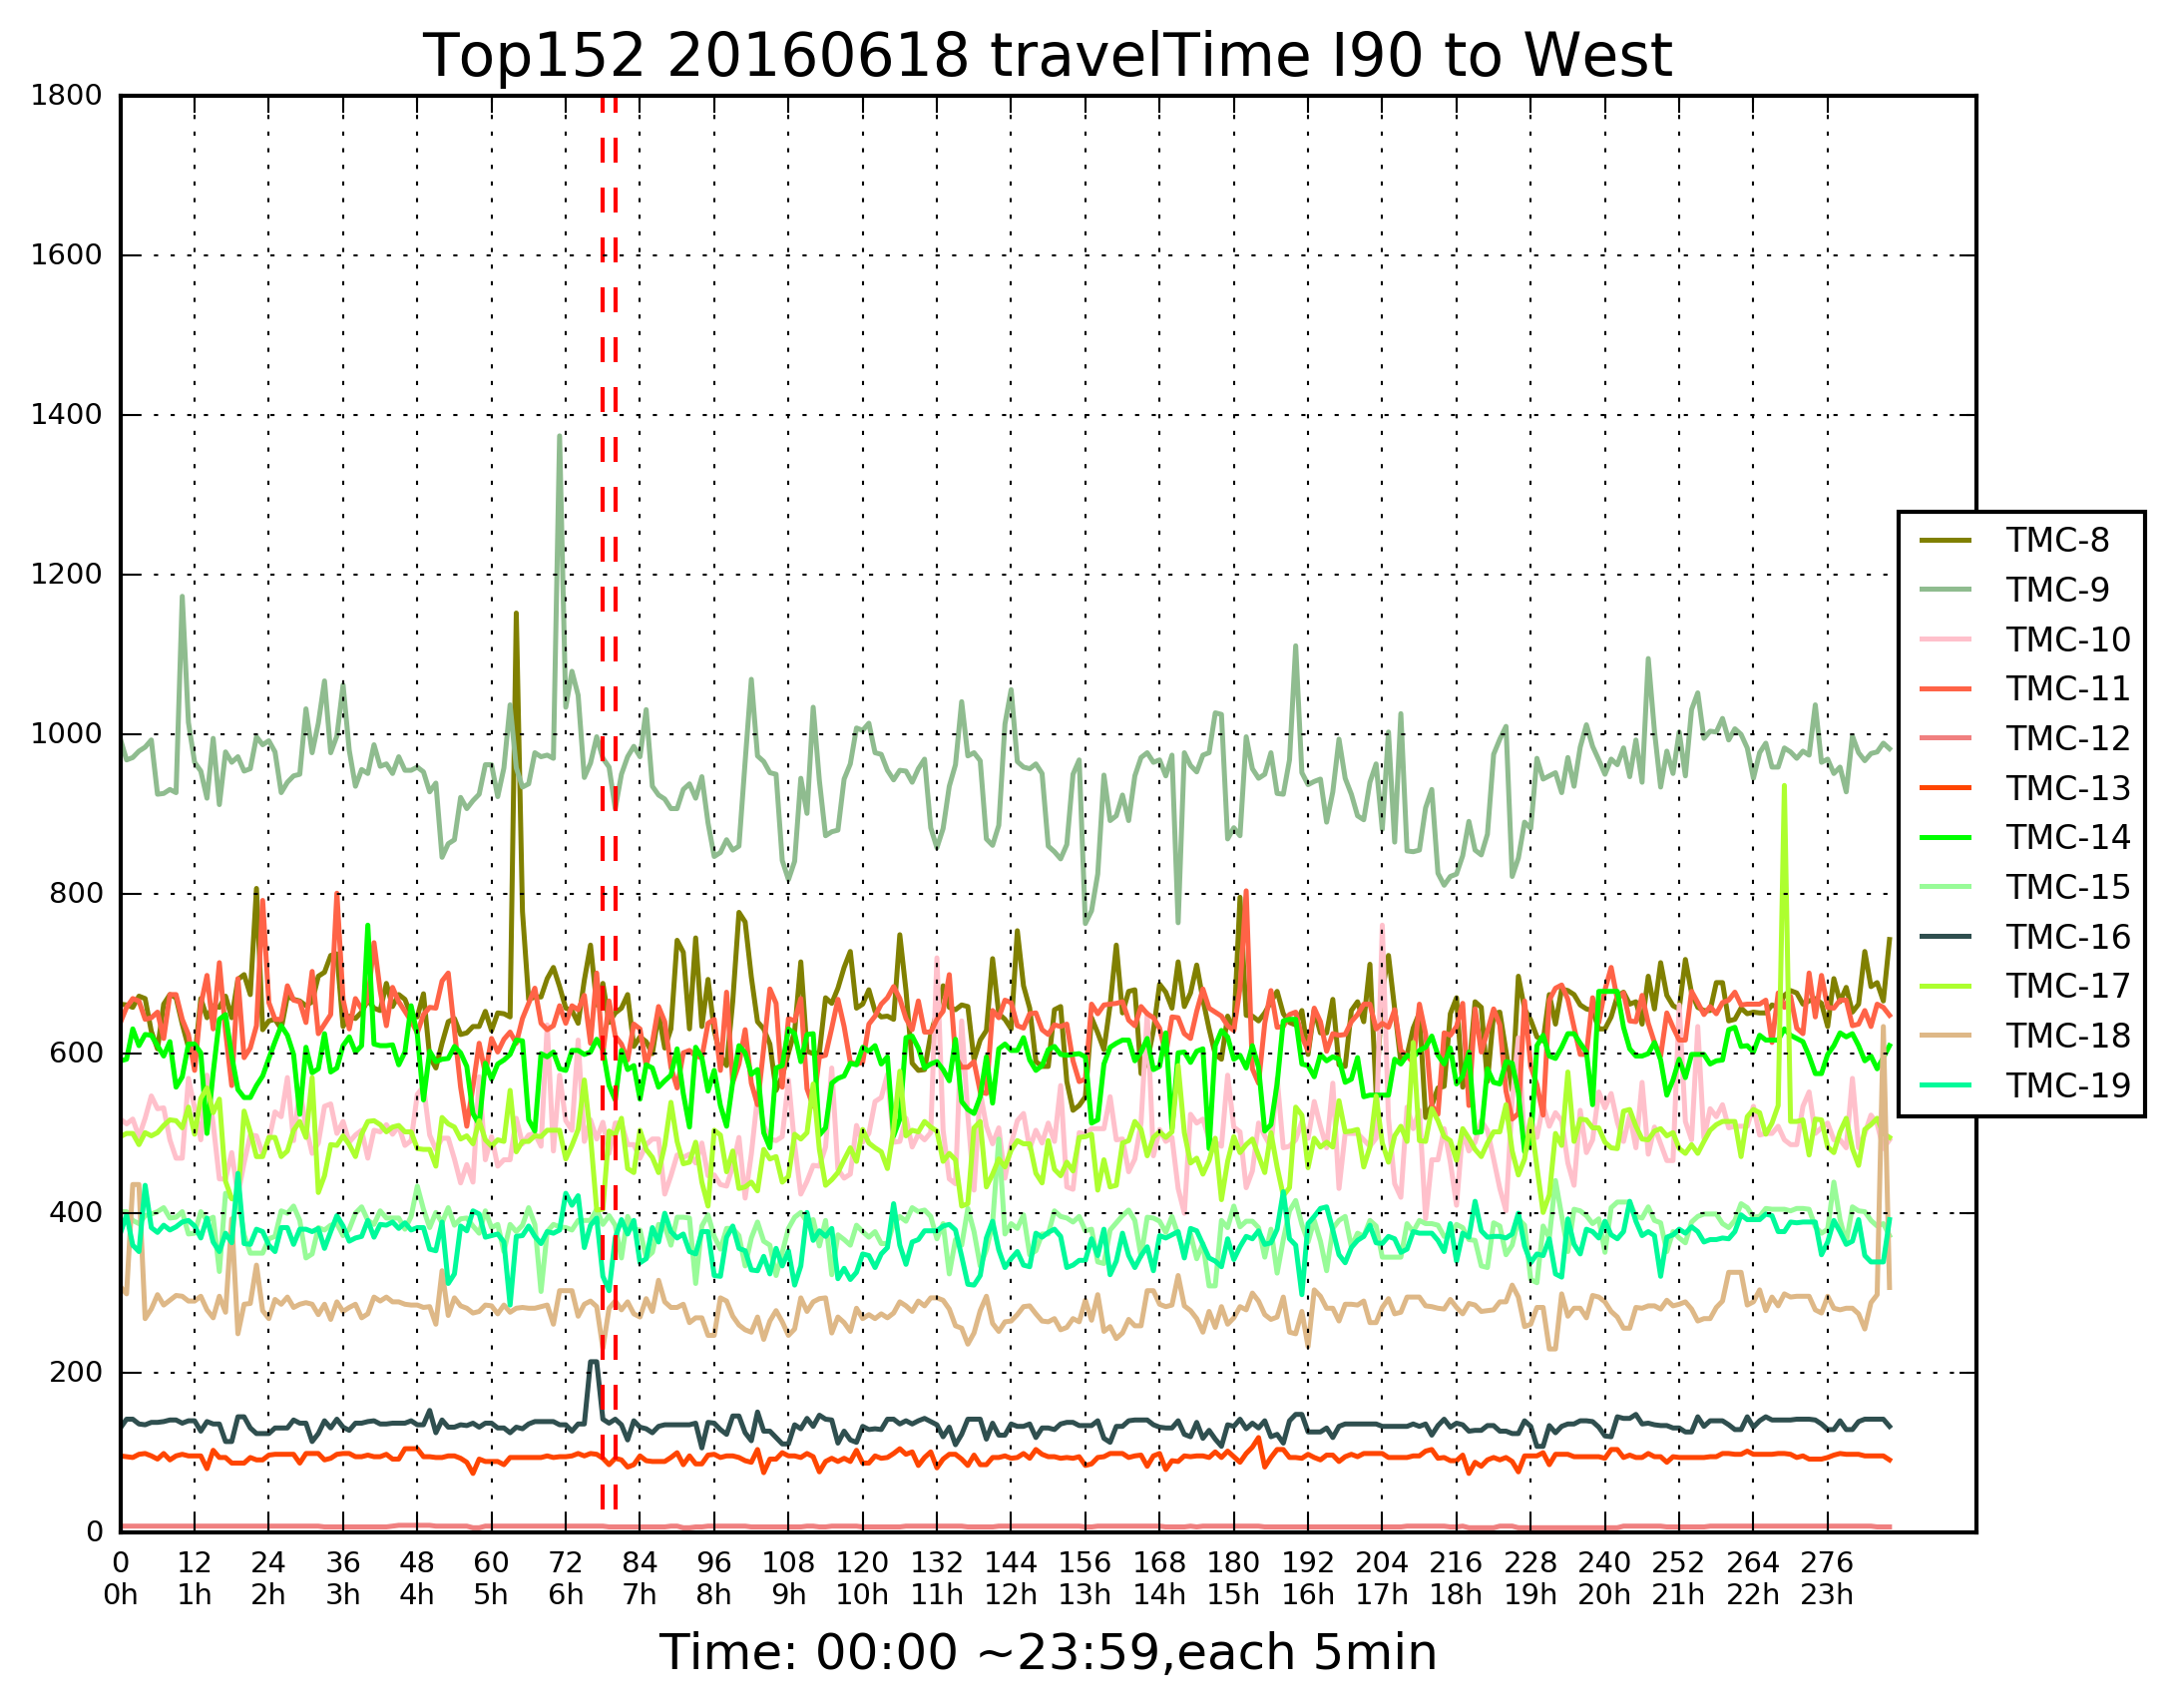 Top152 20160618 travelTime I90 to West
1800
1600
1400
1200
1000
800
600
400
200
0
TMC-8
TMC-9
TMC-10
TMC-11
TMC-12
TMC-13
TMC-14
TMC-15
TMC-16
TMC-17
TMC-18
TMC-19
0 12 24 36 48 60 72 84 96 108 120 132 144 156 168 180 192 204 216 228 240 252 264 276
0h 1h 2h 3h 4h 5h 6h 7h 8h 9h 10h 11h 12h 13h 14h 15h 16h 17h 18h 19h 20h 21h 22h 23h
Time: 00:00 ~23:59,each 5min